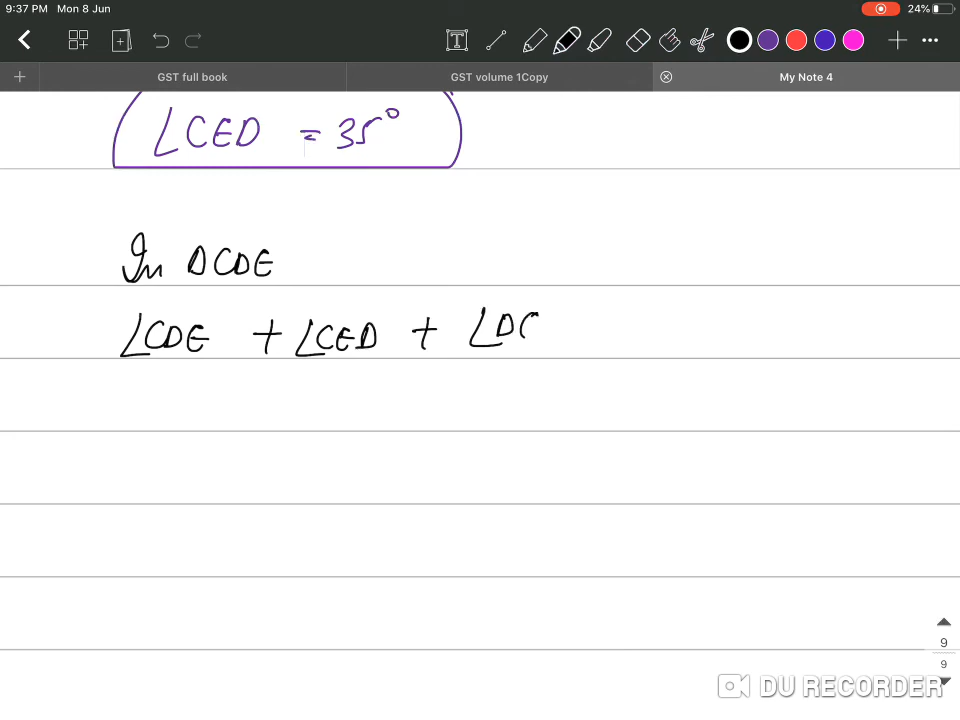 9:37 PM Mon 8 Jun 24%
GST full book GST volume 1Copy My Note 4
∠CED = 35°
In ΔCDE
∠CDE + ∠CED + ∠DC
9
9
DU RECORDER